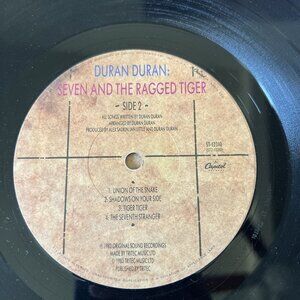 DURAN DURAN:
SEVEN AND THE RAGGED TIGER
- SIDE 2 -
ALL SONGS WRITTEN BY DURAN DURAN
ARRANGED BY DURAN DURAN
PRODUCED BY ALEX SADKIN, IAN LITTLE AND DURAN DURAN
ST-12310
Capitol
1. UNION OF THE SNAKE
2. SHADOWS ON YOUR SIDE
3. TIGER TIGER
4. THE SEVENTH STRANGER
℗ 1983 ORIGINAL SOUND RECORDINGS
MADE BY TRITEC MUSIC LTD
© 1983 TRITEC MUSIC LTD
PUBLISHED BY TRITEC